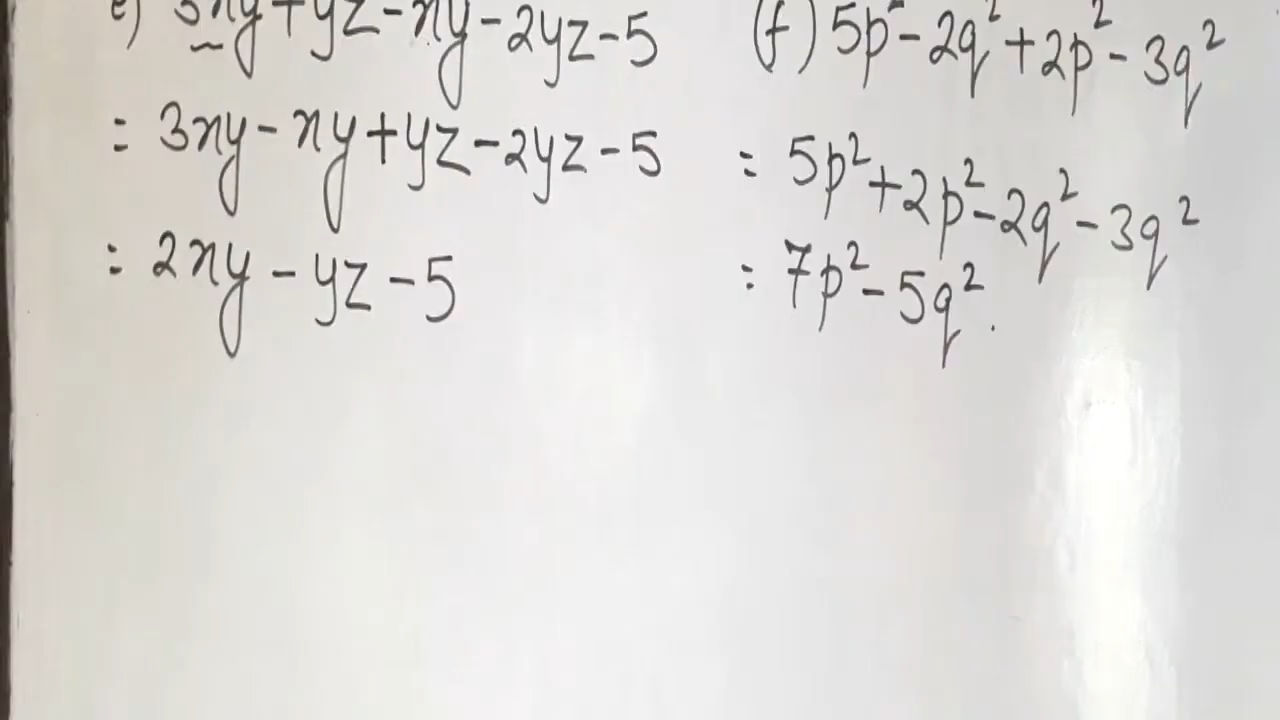 e) 3xy + yz - xy - 2yz - 5
= 3xy - xy + yz - 2yz - 5
= 2xy - yz - 5
(f) 5p² - 2q² + 2p² - 3q²
= 5p² + 2p² - 2q² - 3q²
= 7p² - 5q².